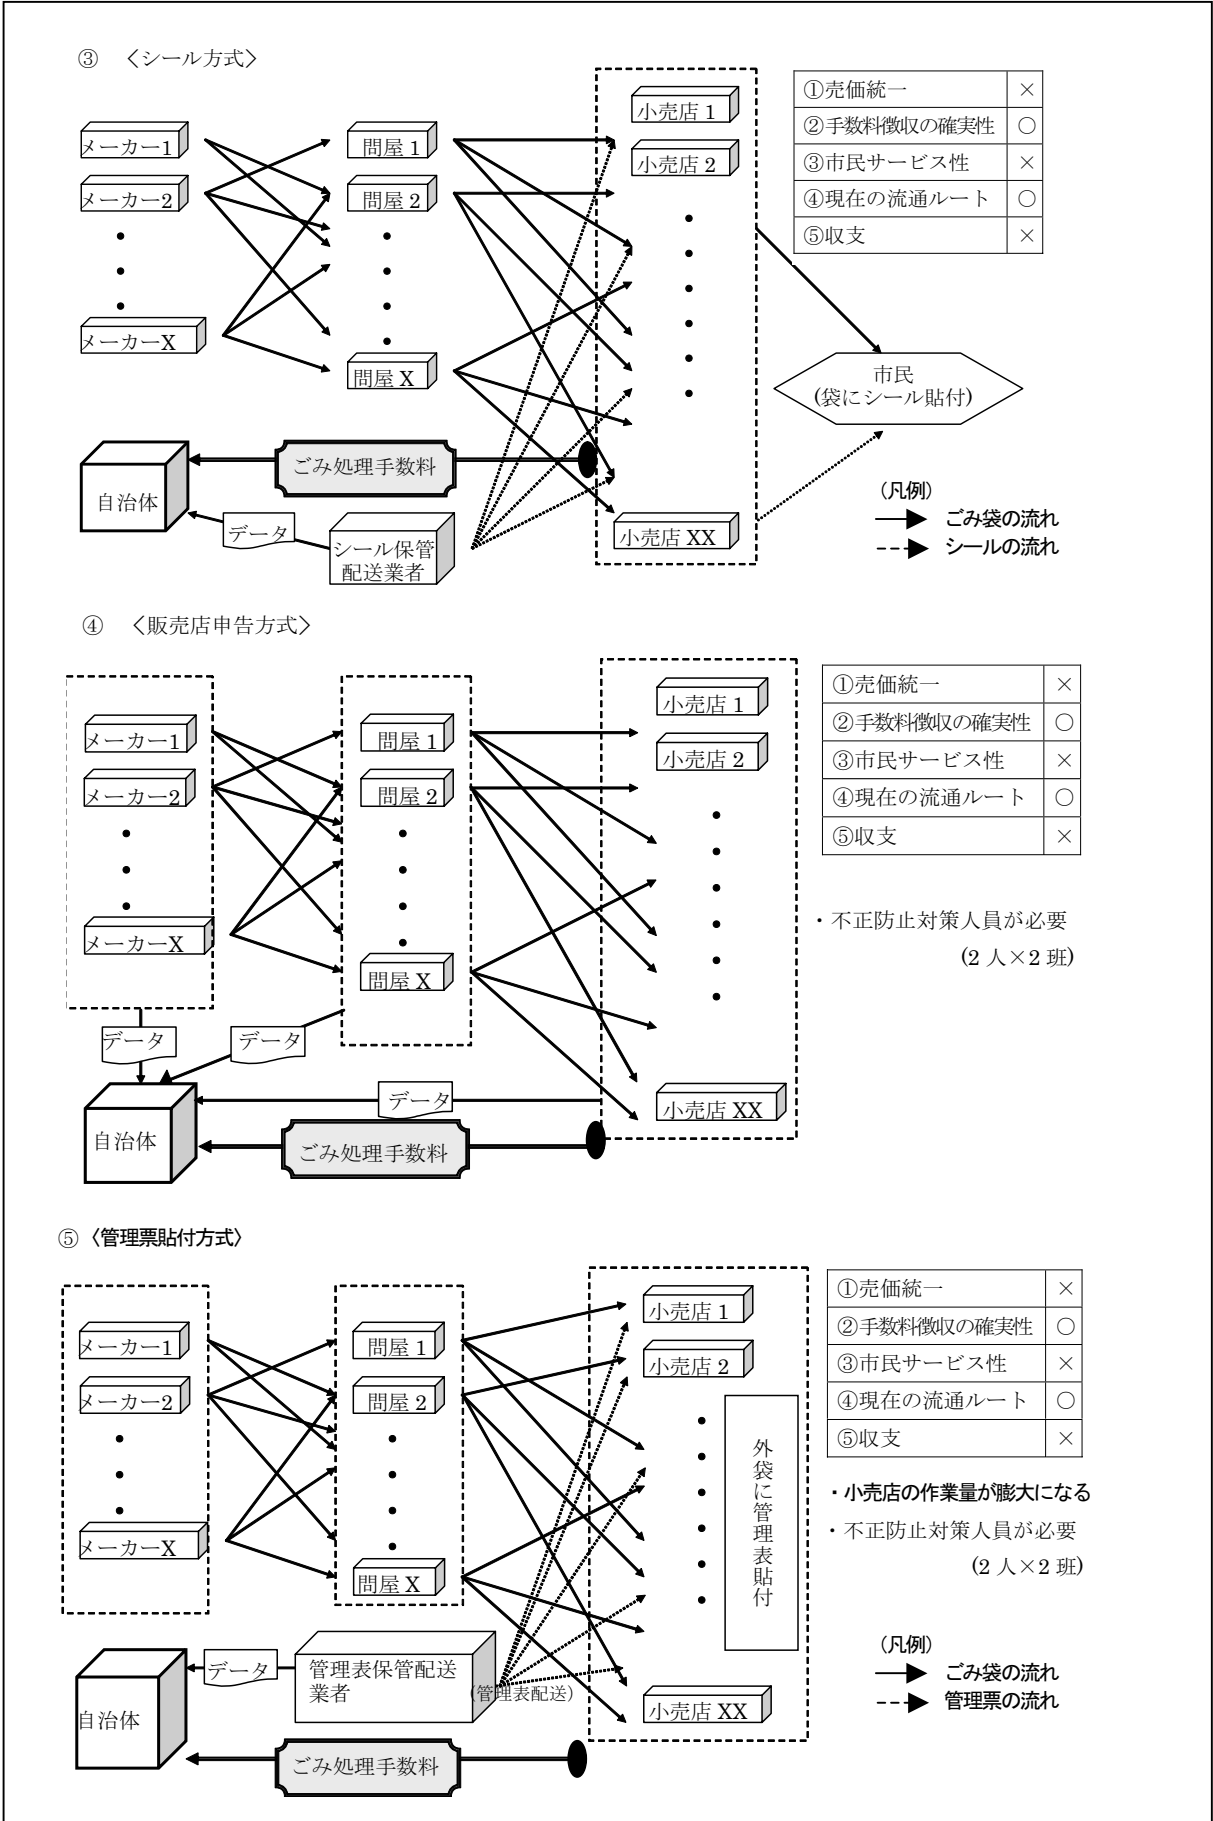 ③ 〈シール方式〉
小売店 1
小売店 2
メーカー1
メーカー2
メーカーX
問屋 1
問屋 2
問屋 X
①売価統一 ×
②手数料徴収の確実性 ○
③市民サービス性 ×
④現在の流通ルート ○
⑤収支 ×
市民
(袋にシール貼付)
ごみ処理手数料
自治体
データ
シール保管
配送業者
小売店 XX
（凡例）
ごみ袋の流れ
シールの流れ
④ 〈販売店申告方式〉
メーカー1
メーカー2
メーカーX
問屋 1
問屋 2
問屋 X
小売店 1
小売店 2
小売店 XX
①売価統一 ×
②手数料徴収の確実性 ○
③市民サービス性 ×
④現在の流通ルート ○
⑤収支 ×
・不正防止対策人員が必要
(2 人×2 班)
データ
データ
データ
自治体
ごみ処理手数料
⑤〈管理票貼付方式〉
メーカー1
メーカー2
メーカーX
問屋 1
問屋 2
問屋 X
小売店 1
小売店 2
外袋に管理表貼付
小売店 XX
①売価統一 ×
②手数料徴収の確実性 ○
③市民サービス性 ×
④現在の流通ルート ○
⑤収支 ×
・小売店の作業量が膨大になる
・不正防止対策人員が必要
(2 人×2 班)
自治体
データ
管理表保管配送
業者
（管理表配送）
ごみ処理手数料
（凡例）
ごみ袋の流れ
管理票の流れ